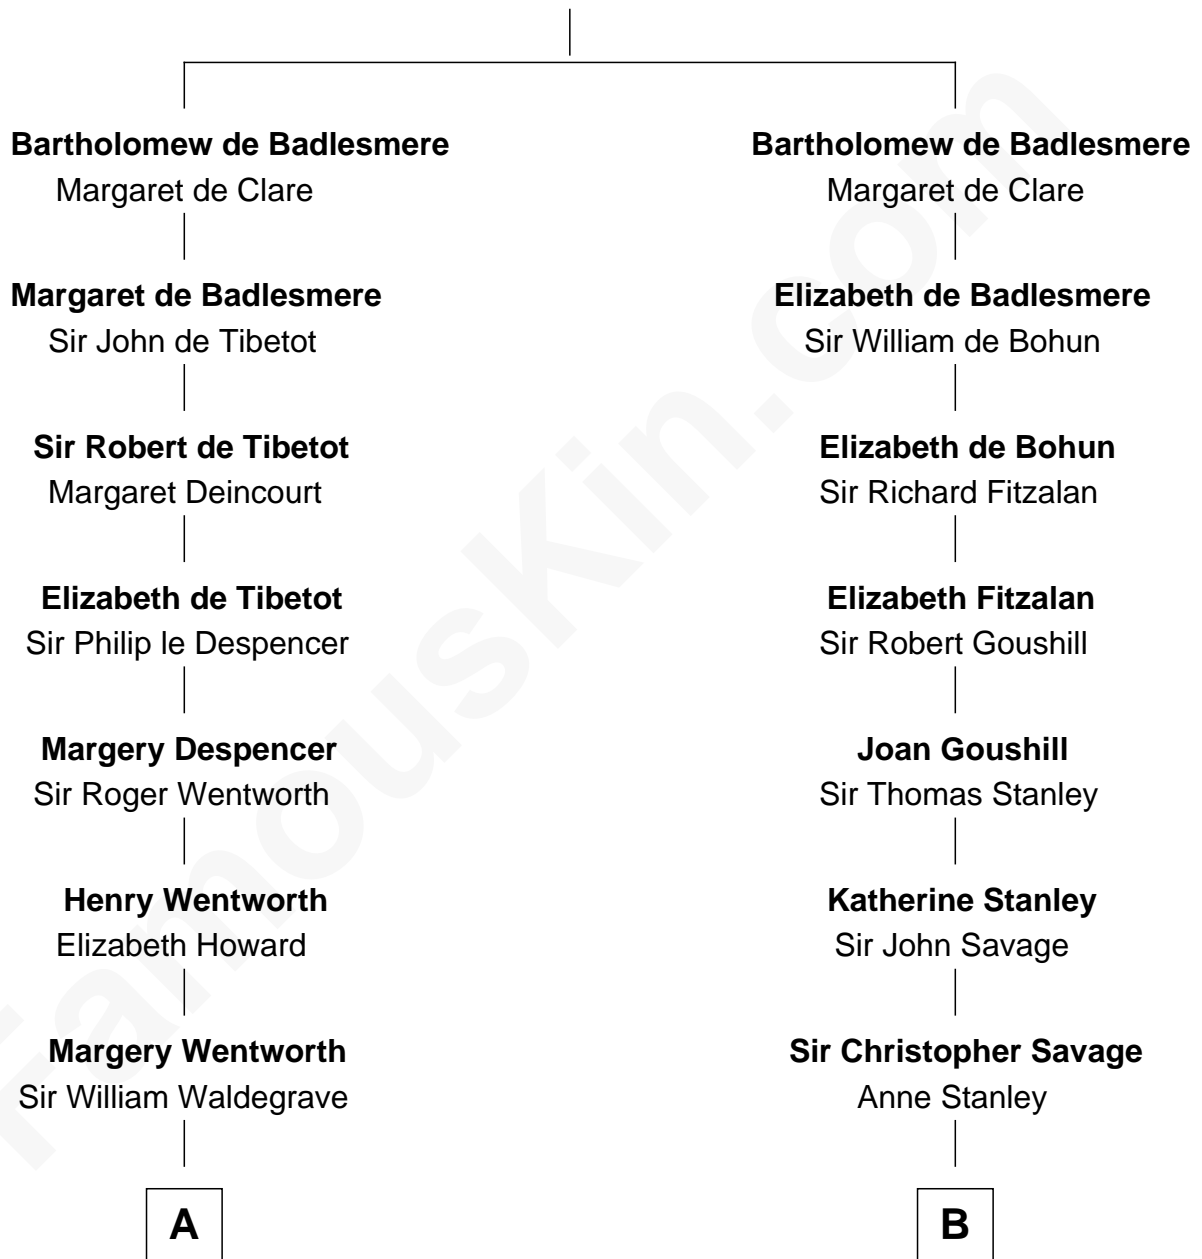 Bartholomew de Badlesmere
Margaret de Clare
Margaret de Badlesmere
Sir John de Tibetot
Sir Robert de Tibetot
Margaret Deincourt
Elizabeth de Tibetot
Sir Philip le Despencer
Margery Despencer
Sir Roger Wentworth
Henry Wentworth
Elizabeth Howard
Margery Wentworth
Sir William Waldegrave
A
Bartholomew de Badlesmere
Margaret de Clare
Elizabeth de Badlesmere
Sir William de Bohun
Elizabeth de Bohun
Sir Richard Fitzalan
Elizabeth Fitzalan
Sir Robert Goushill
Joan Goushill
Sir Thomas Stanley
Katherine Stanley
Sir John Savage
Sir Christopher Savage
Anne Stanley
B
FamousKin.com